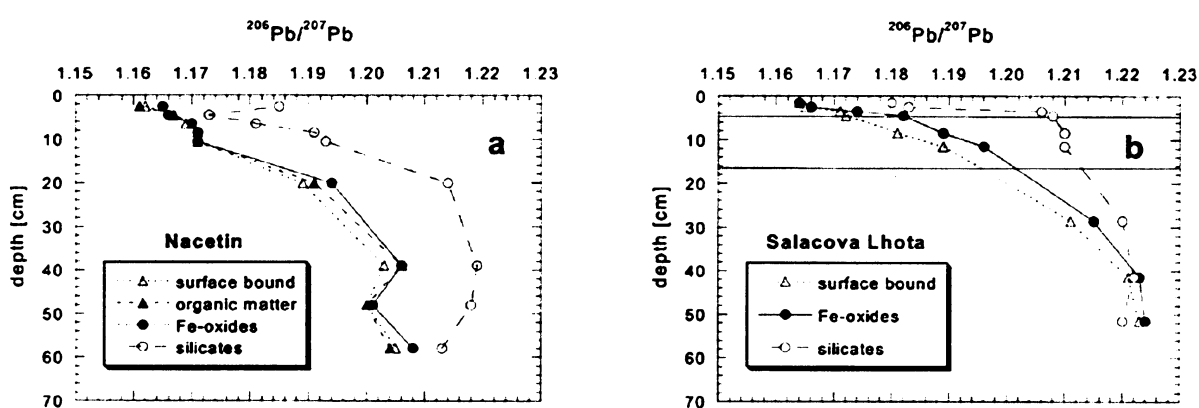 ²⁰⁶Pb/²⁰⁷Pb
1.15 1.16 1.17 1.18 1.19 1.20 1.21 1.22 1.23
0
10
20
30
40
50
60
70
depth [cm]
a
Nacetin
surface bound
organic matter
Fe-oxides
silicates
²⁰⁶Pb/²⁰⁷Pb
1.15 1.16 1.17 1.18 1.19 1.20 1.21 1.22 1.23
0
10
20
30
40
50
60
70
depth [cm]
b
Salacova Lhota
surface bound
Fe-oxides
silicates